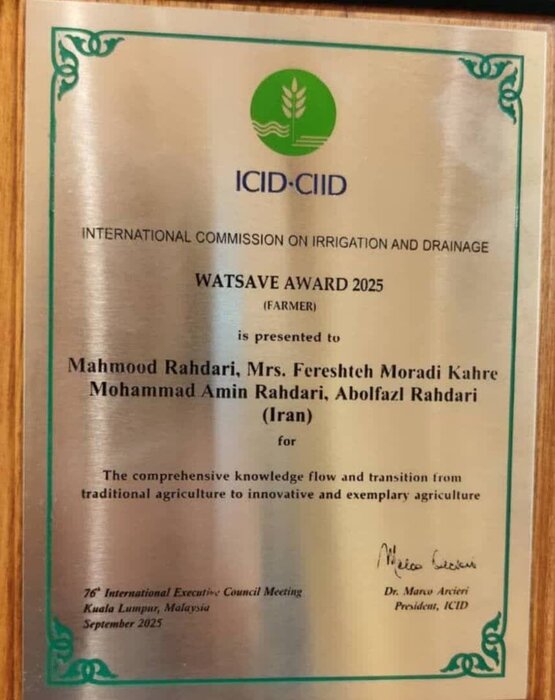 ICID·CIID
INTERNATIONAL COMMISSION ON IRRIGATION AND DRAINAGE
WATSAVE AWARD 2025
(FARMER)
is presented to
Mahmood Rahdari, Mrs. Fereshteh Moradi Kahre
Mohammad Amin Rahdari, Abolfazl Rahdari
(Iran)
for
The comprehensive knowledge flow and transition from
traditional agriculture to innovative and exemplary agriculture
Marco Arcieri
76th International Executive Council Meeting
Kuala Lumpur, Malaysia
September 2025
Dr. Marco Arcieri
President, ICID